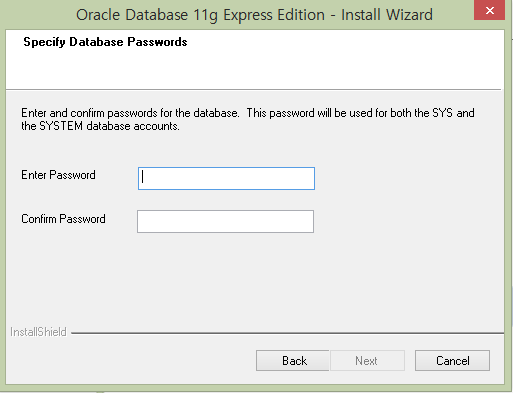 Oracle Database 11g Express Edition - Install Wizard
Specify Database Passwords
Enter and confirm passwords for the database. This password will be used for both the SYS and
the SYSTEM database accounts.
Enter Password
Confirm Password
InstallShield
Back Next Cancel